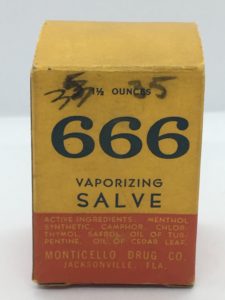 1½ OUNCES
35
666
VAPORIZING
SALVE
ACTIVE INGREDIENTS: MENTHOL
SYNTHETIC, CAMPHOR, CHLOR.
THYMOL, SAFROL, OIL OF TUR-
PENTINE, OIL OF CEDAR LEAF.
MONTICELLO DRUG CO.
JACKSONVILLE, FLA.